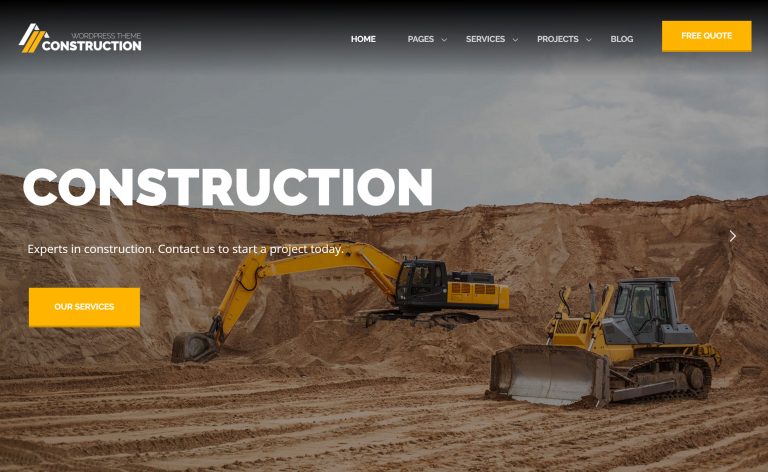 WORDPRESS THEME
CONSTRUCTION
HOME
PAGES
SERVICES
PROJECTS
BLOG
FREE QUOTE
CONSTRUCTION
Experts in construction. Contact us to start a project today.
OUR SERVICES